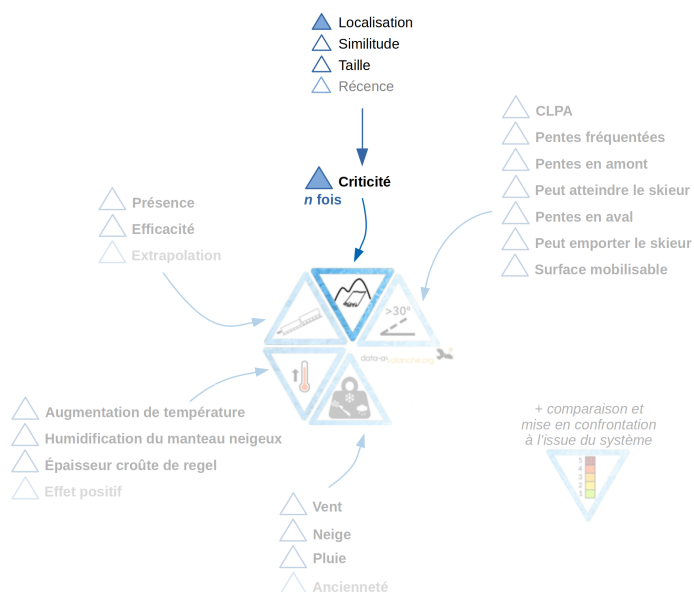 Localisation
Similitude
Taille
Récence
Criticité
n fois
CLPA
Pentes fréquentées
Pentes en amont
Peut atteindre le skieur
Pentes en aval
Peut emporter le skieur
Surface mobilisable
Présence
Efficacité
Extrapolation
>30°
data-av
Augmentation de température
Humidification du manteau neigeux
Épaisseur croûte de regel
Effet positif
+ comparaison et
mise en confrontation
à l'issue du système
5
4
3
2
1
Vent
Neige
Pluie
Ancienneté